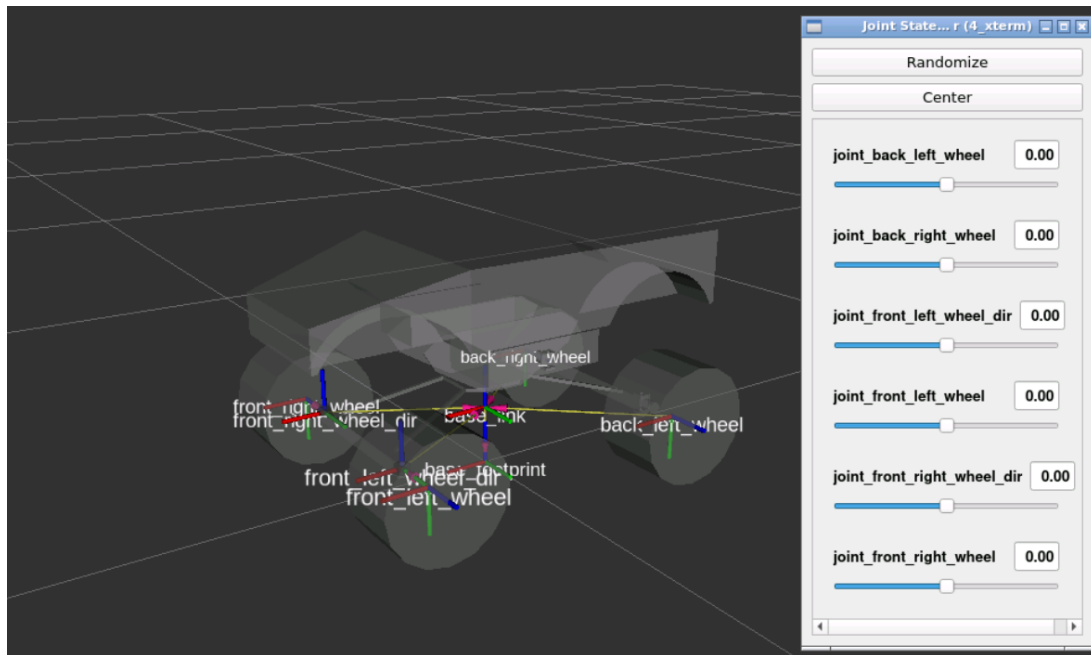 Joint State... r (4_xterm)
Randomize
Center
joint_back_left_wheel 0.00
joint_back_right_wheel 0.00
joint_front_left_wheel_dir 0.00
joint_front_left_wheel 0.00
joint_front_right_wheel_dir 0.00
joint_front_right_wheel 0.00
back_right_wheel
front_right_wheel
base_link
front_right_wheel_dir
back_left_wheel
base_footprint
front_left_wheel_dir
front_left_wheel